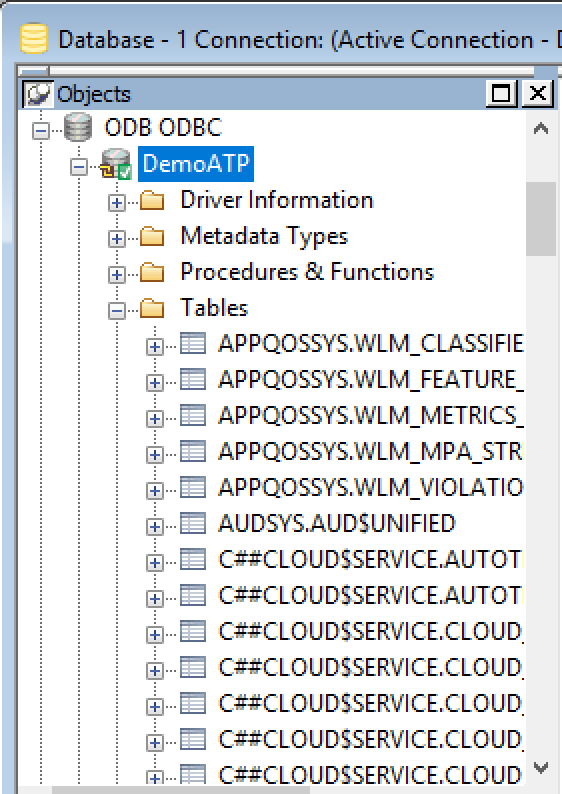 Database - 1 Connection: (Active Connection -
Objects
ODB ODBC
DemoATP
Driver Information
Metadata Types
Procedures & Functions
Tables
APPQOSSYS.WLM_CLASSIFIE
APPQOSSYS.WLM_FEATURE_
APPQOSSYS.WLM_METRICS_
APPQOSSYS.WLM_MPA_STR
APPQOSSYS.WLM_VIOLATIO
AUDSYS.AUD$UNIFIED
C##CLOUD$SERVICE.AUTOT
C##CLOUD$SERVICE.AUTOT
C##CLOUD$SERVICE.CLOUD_
C##CLOUD$SERVICE.CLOUD_
C##CLOUD$SERVICE.CLOUD_
C##CLOUD$SERVICE.CLOUD_
C##CLOUD$SERVICE.CLOUD